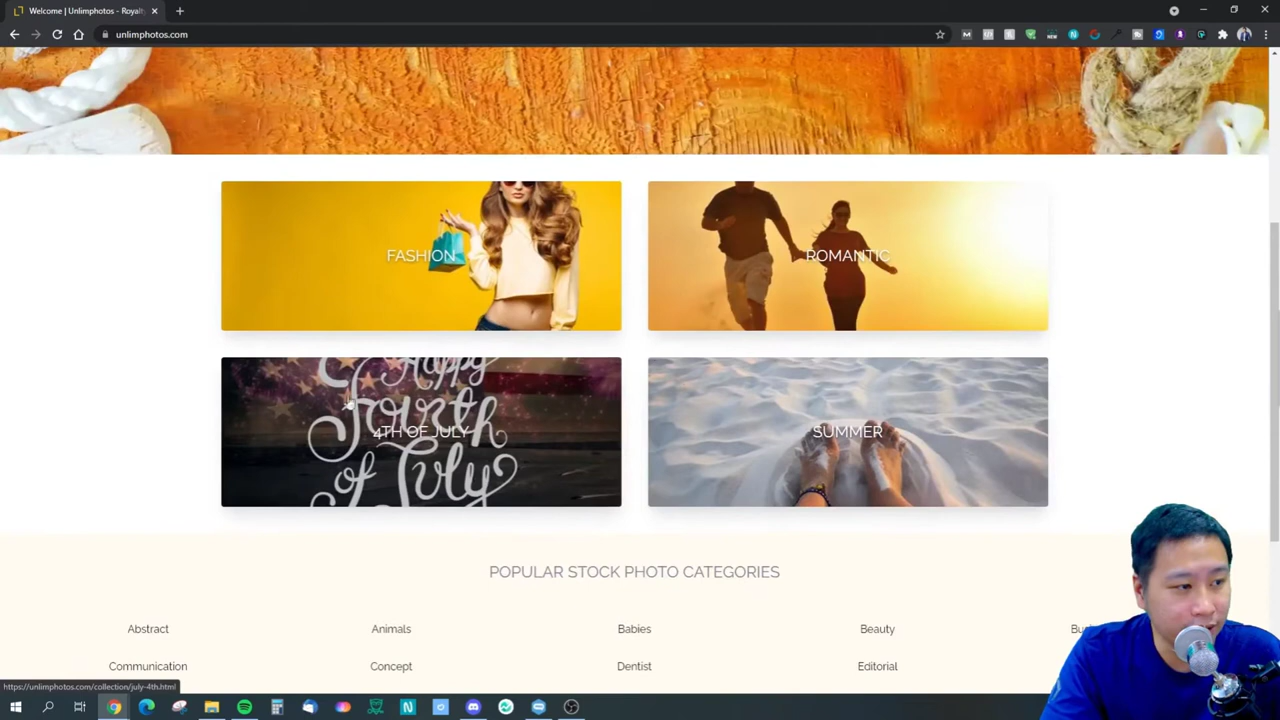 Welcome | Unlimphotos - Royalt
unlimphotos.com
FASHION
ROMANTIC
Happy
Fourth
4TH OF JULY
of July
SUMMER
POPULAR STOCK PHOTO CATEGORIES
Abstract
Animals
Babies
Beauty
Communication
Concept
Dentist
Editorial
https://unlimphotos.com/collection/july-4th.html